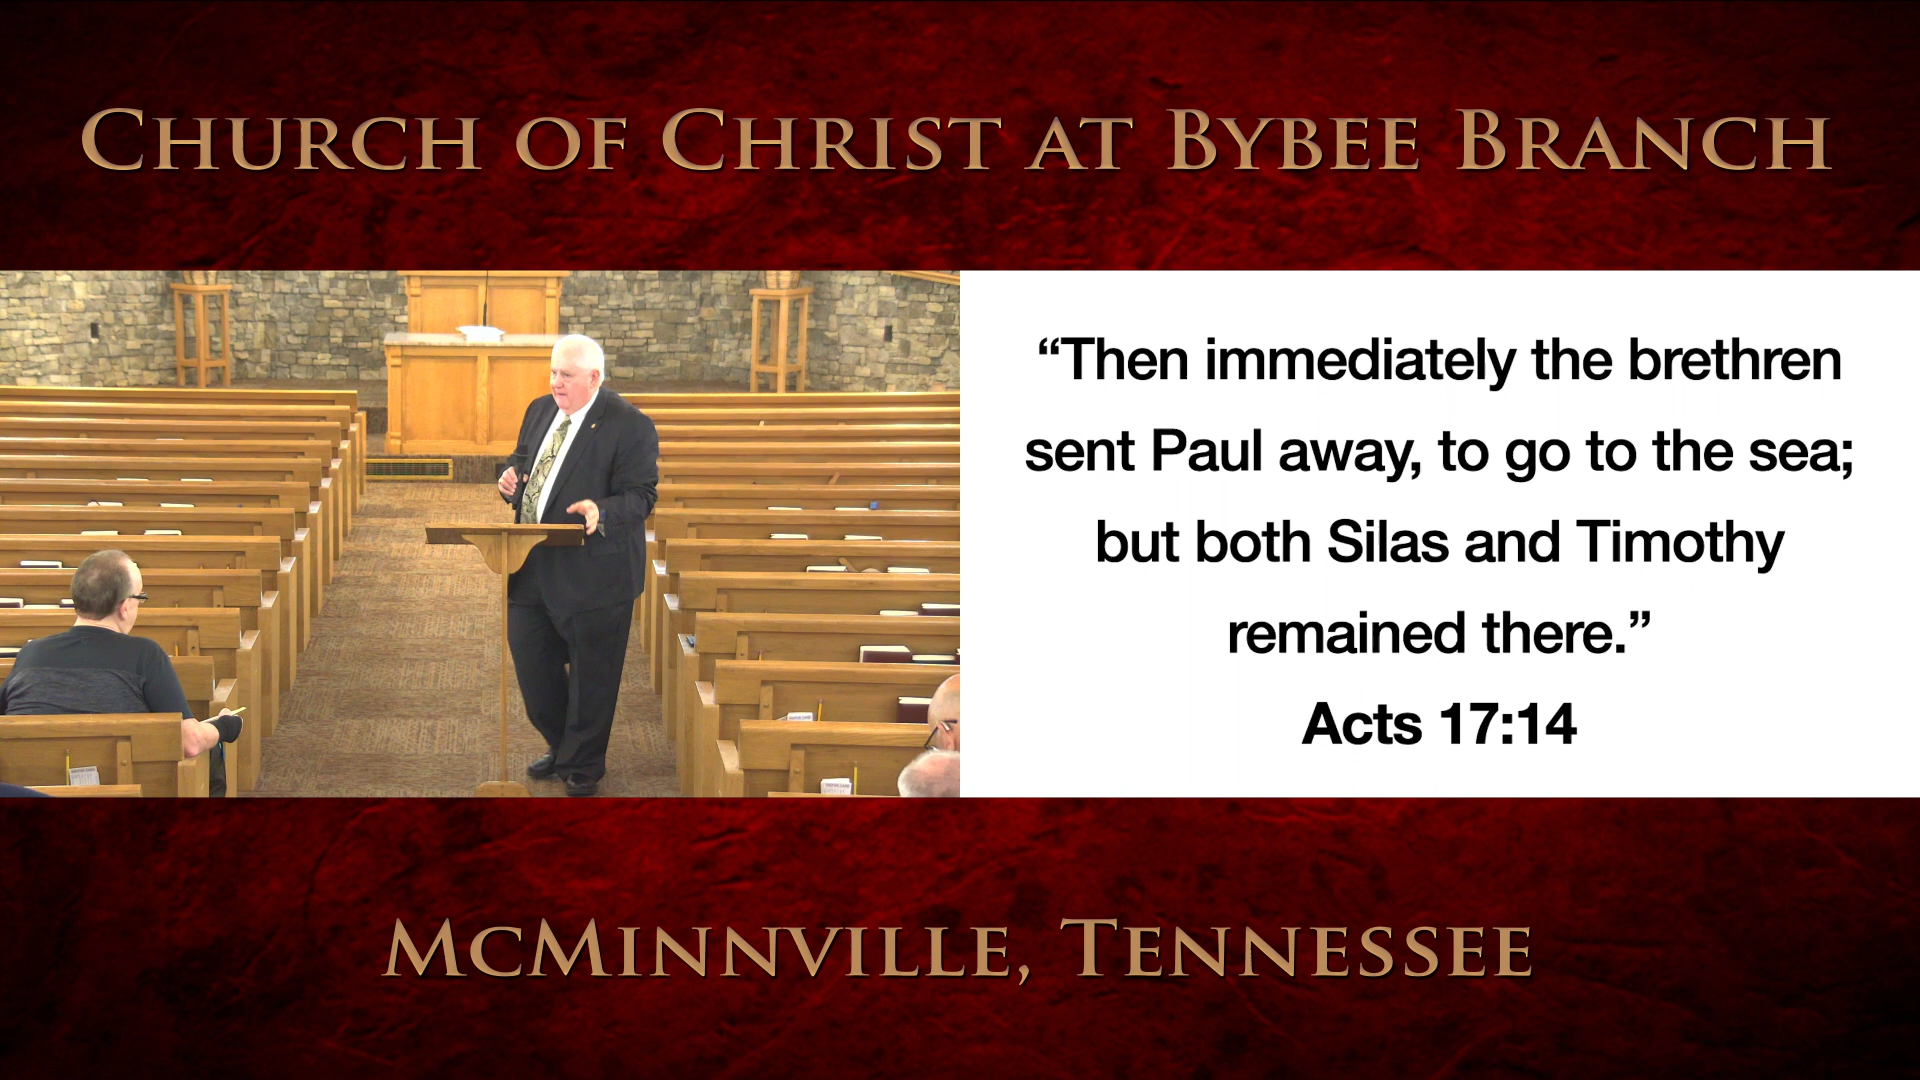 Church of Christ at Bybee Branch
“Then immediately the brethren
sent Paul away, to go to the sea;
but both Silas and Timothy
remained there.”
Acts 17:14
McMinnville, Tennessee